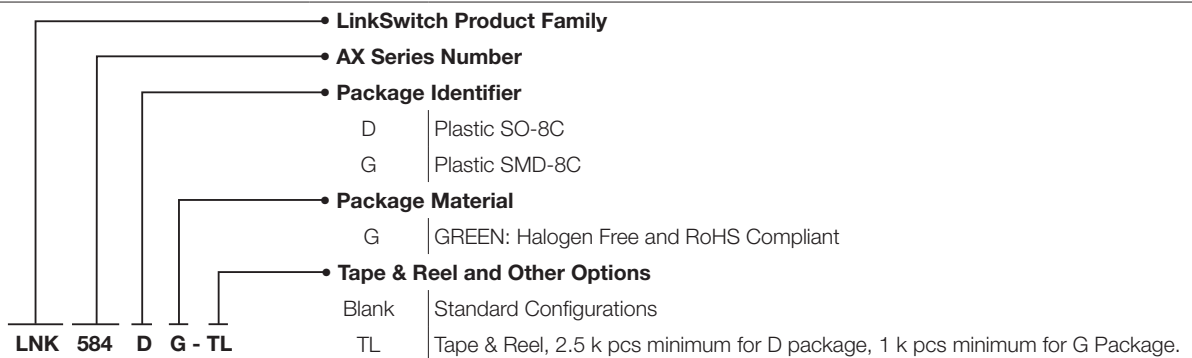 LinkSwitch Product Family
AX Series Number
Package Identifier
D Plastic SO-8C
G Plastic SMD-8C
Package Material
G GREEN: Halogen Free and RoHS Compliant
Tape & Reel and Other Options
Blank Standard Configurations
TL Tape & Reel, 2.5 k pcs minimum for D package, 1 k pcs minimum for G Package.
LNK 584 D G - TL